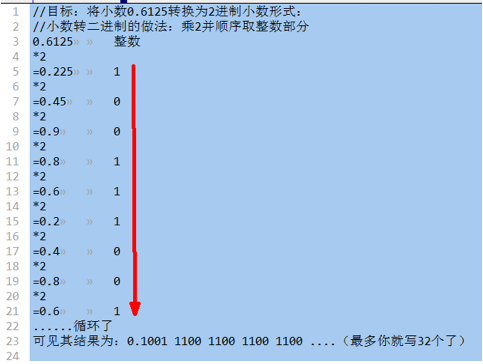 1 //目标：将小数0.6125转换为2进制小数形式：
2 //小数转二进制的做法：乘2并顺序取整数部分
3 0.6125» » 整数
4 *2
5 =0.225» » 1
6 *2
7 =0.45» » 0
8 *2
9 =0.9» » 0
10 *2
11 =0.8» » 1
12 *2
13 =0.6» » 1
14 *2
15 =0.2» » 1
16 *2
17 =0.4» » 0
18 *2
19 =0.8» » 0
20 *2
21 =0.6» » 1
22 ......循环了
23 可见其结果为：0.1001 1100 1100 1100 1100 ....（最多你就写32个了）
24